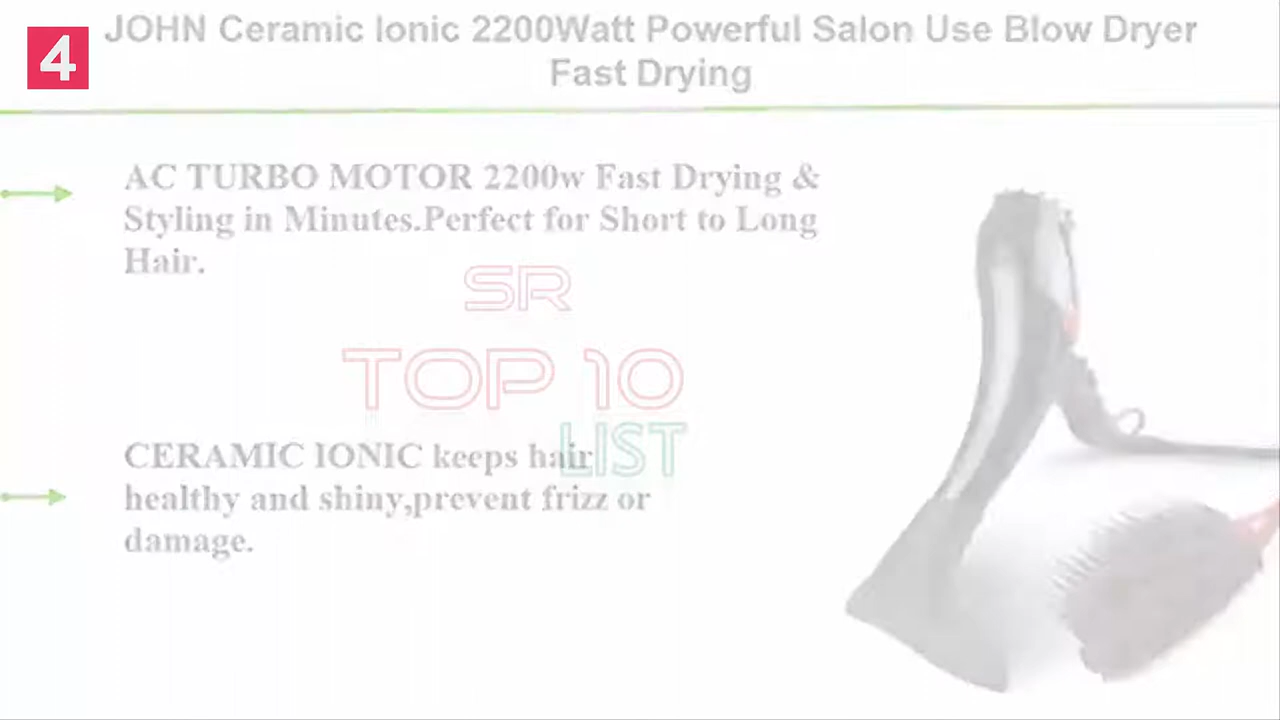 4
JOHN Ceramic Ionic 2200Watt Powerful Salon Use Blow Dryer
Fast Drying
AC TURBO MOTOR 2200w Fast Drying &
Styling in Minutes.Perfect for Short to Long
Hair.
SR
TOP 10
LIST
CERAMIC IONIC keeps hair
healthy and shiny,prevent frizz or
damage.